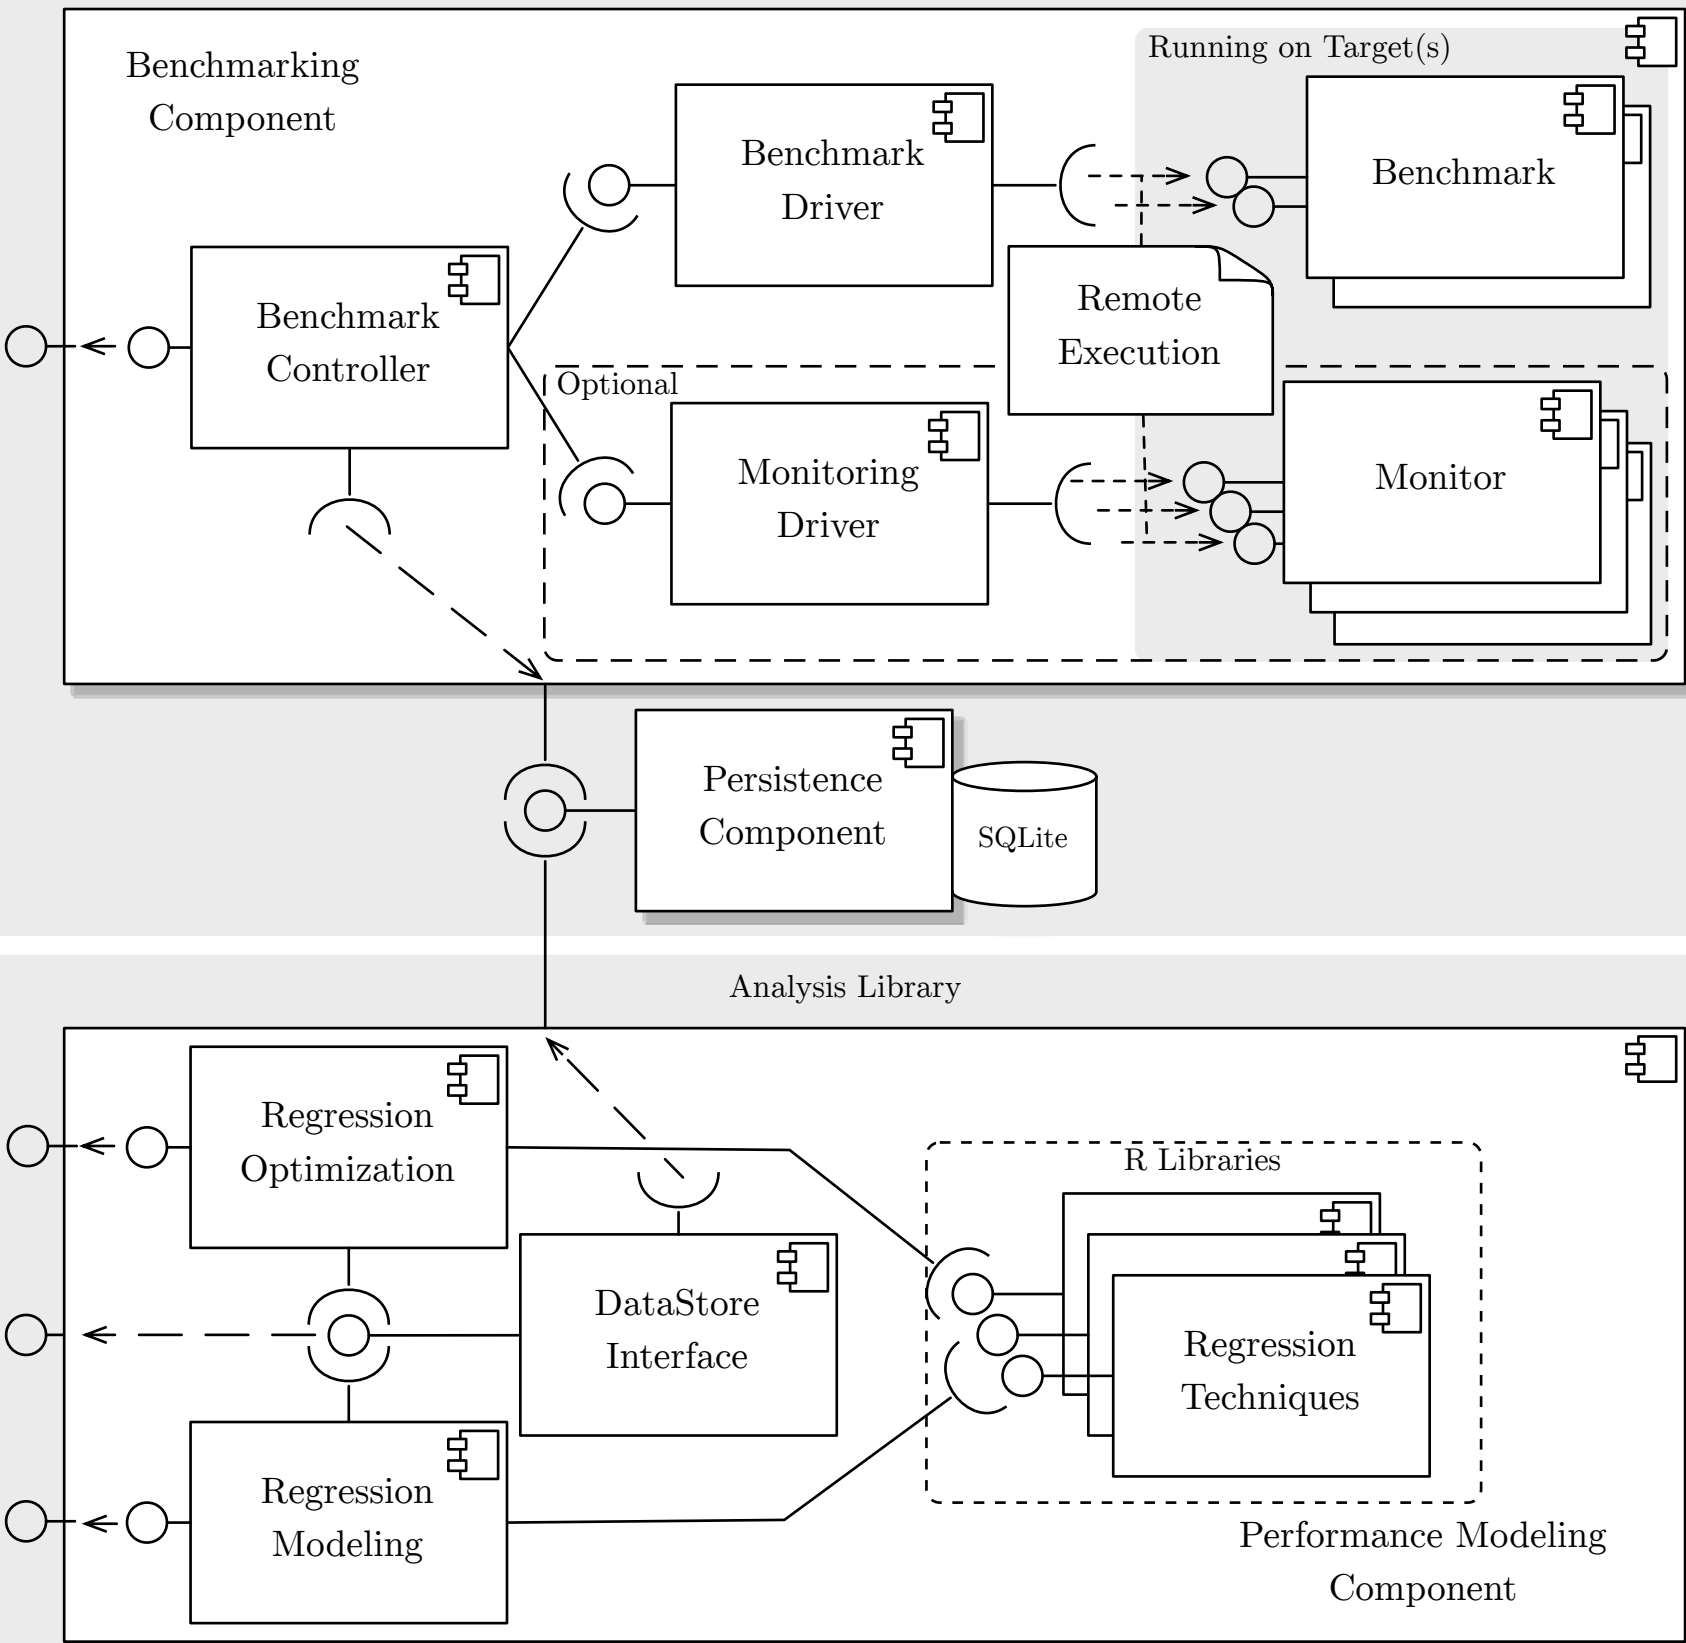 Benchmarking
Component
Running on Target(s)
Benchmark
Driver
Benchmark
Benchmark
Controller
Remote
Execution
Optional
Monitoring
Driver
Monitor
Persistence
Component
SQLite
Analysis Library
Regression
Optimization
R Libraries
DataStore
Interface
Regression
Techniques
Regression
Modeling
Performance Modeling
Component